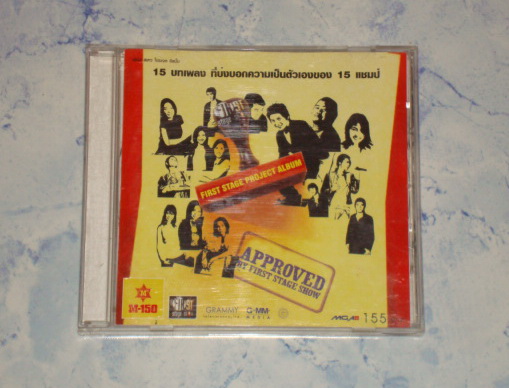 15 บทเพลง ที่บ่งบอกความเป็นตัวเองของ 15 แชมป์
FIRST STAGE PROJECT ALBUM
APPROVED
BY FIRST STAGE SHOW
M-150
GRAMMY
MGA
155